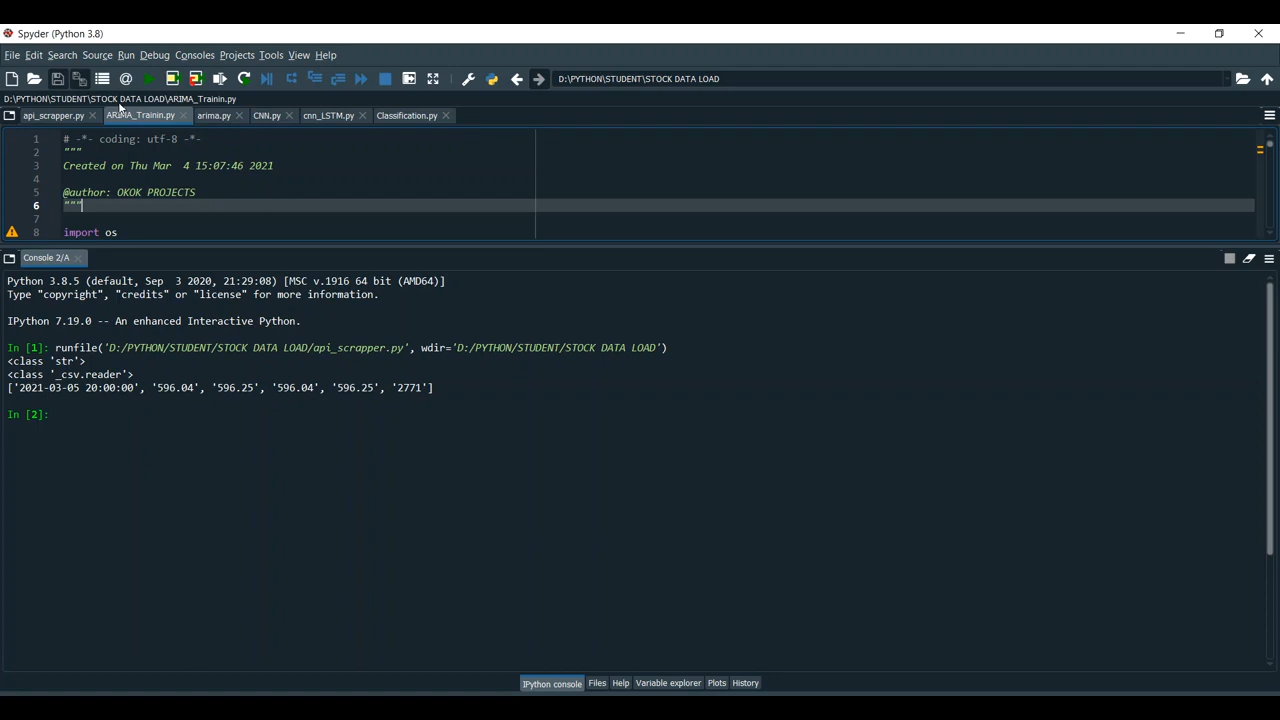 Spyder (Python 3.8)
File Edit Search Source Run Debug Consoles Projects Tools View Help
D:\PYTHON\STUDENT\STOCK DATA LOAD
D:\PYTHON\STUDENT\STOCK DATA LOAD\ARIMA_Trainin.py
api_scrapper.py ARIMA_Trainin.py arima.py CNN.py cnn_LSTM.py Classification.py
1 # -*- coding: utf-8 -*-
2 """
3 Created on Thu Mar  4 15:07:46 2021
4
5 @author: OKOK PROJECTS
6 """
7
8 import os
Console 2/A
Python 3.8.5 (default, Sep  3 2020, 21:29:08) [MSC v.1916 64 bit (AMD64)]
Type "copyright", "credits" or "license" for more information.
IPython 7.19.0 -- An enhanced Interactive Python.
In [1]: runfile('D:/PYTHON/STUDENT/STOCK DATA LOAD/api_scrapper.py', wdir='D:/PYTHON/STUDENT/STOCK DATA LOAD')
<class 'str'>
<class '_csv.reader'>
['2021-03-05 20:00:00', '596.04', '596.25', '596.04', '596.25', '2771']
In [2]:
IPython console Files Help Variable explorer Plots History